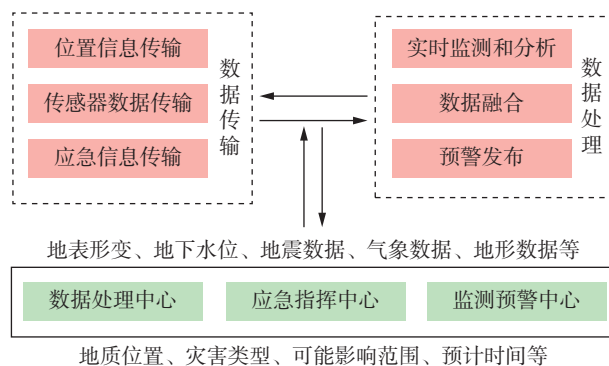 位置信息传输
传感器数据传输
应急信息传输
数据传输
实时监测和分析
数据融合
预警发布
数据处理
地表形变、地下水位、地震数据、气象数据、地形数据等
数据处理中心
应急指挥中心
监测预警中心
地质位置、灾害类型、可能影响范围、预计时间等